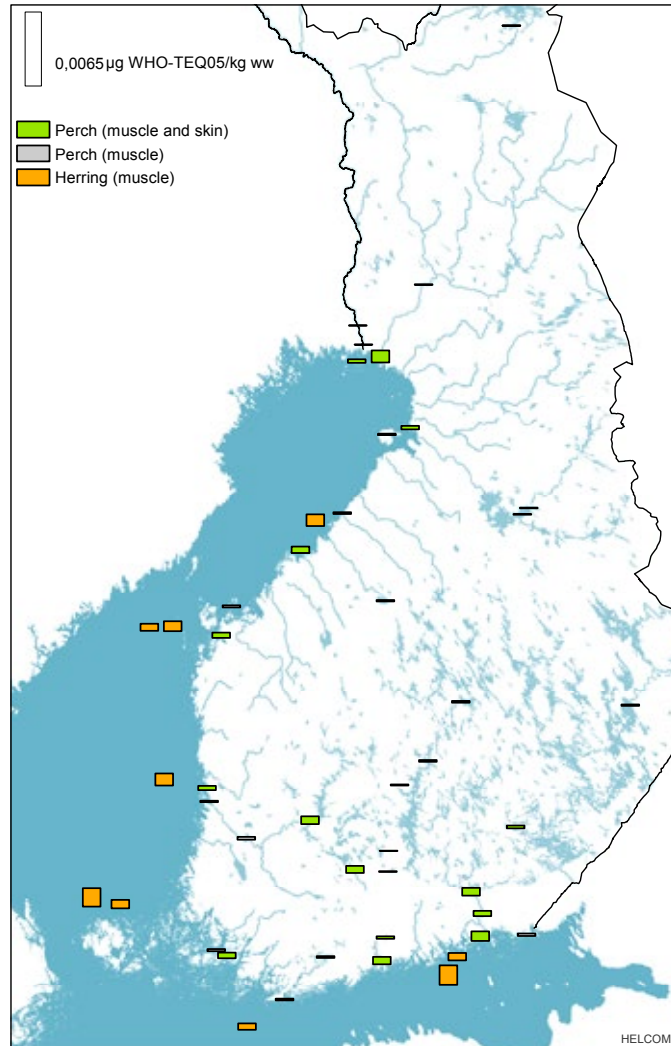 0,0065µg WHO-TEQ05/kg ww
Perch (muscle and skin)
Perch (muscle)
Herring (muscle)
HELCOM